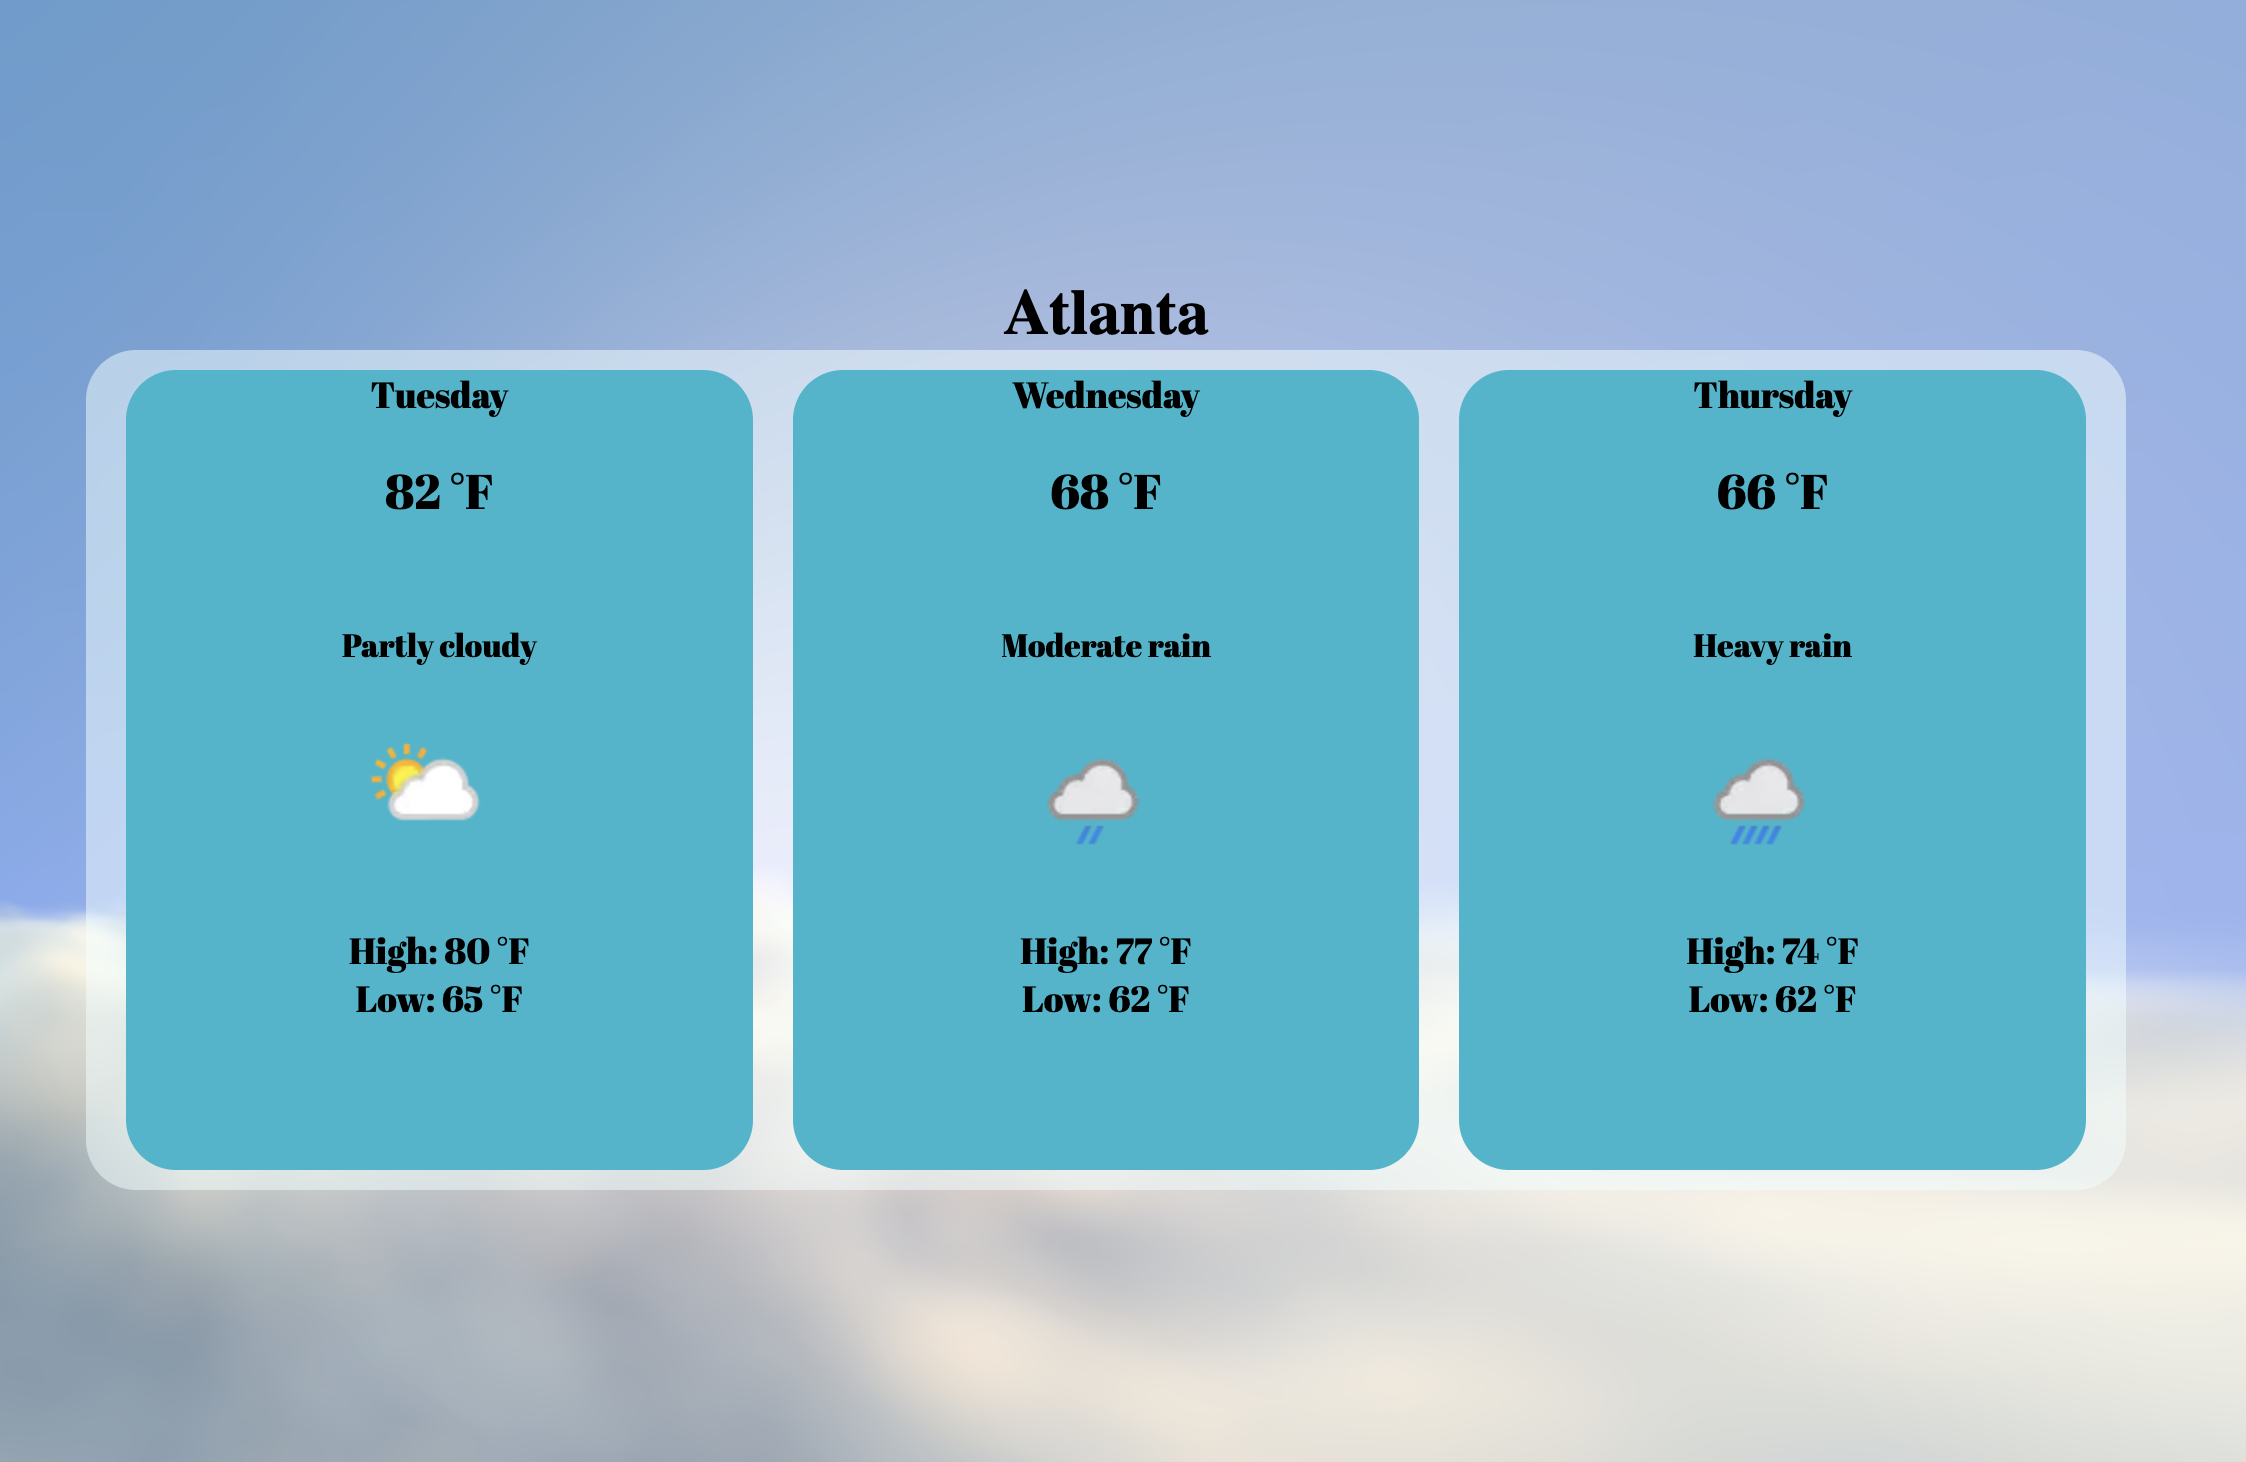 Atlanta
Tuesday
82 °F
Partly cloudy
High: 80 °F
Low: 65 °F
Wednesday
68 °F
Moderate rain
High: 77 °F
Low: 62 °F
Thursday
66 °F
Heavy rain
High: 74 °F
Low: 62 °F